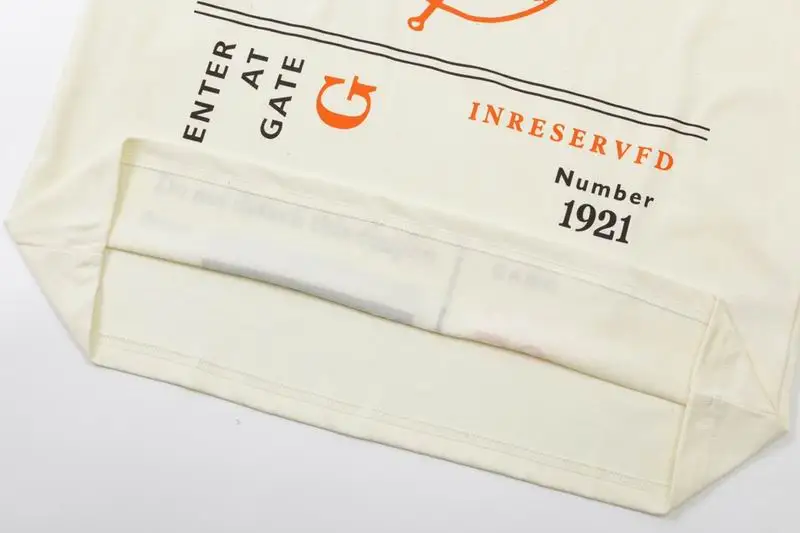 ENTER
AT
GATE
G
INRESERVFD
Number
1921